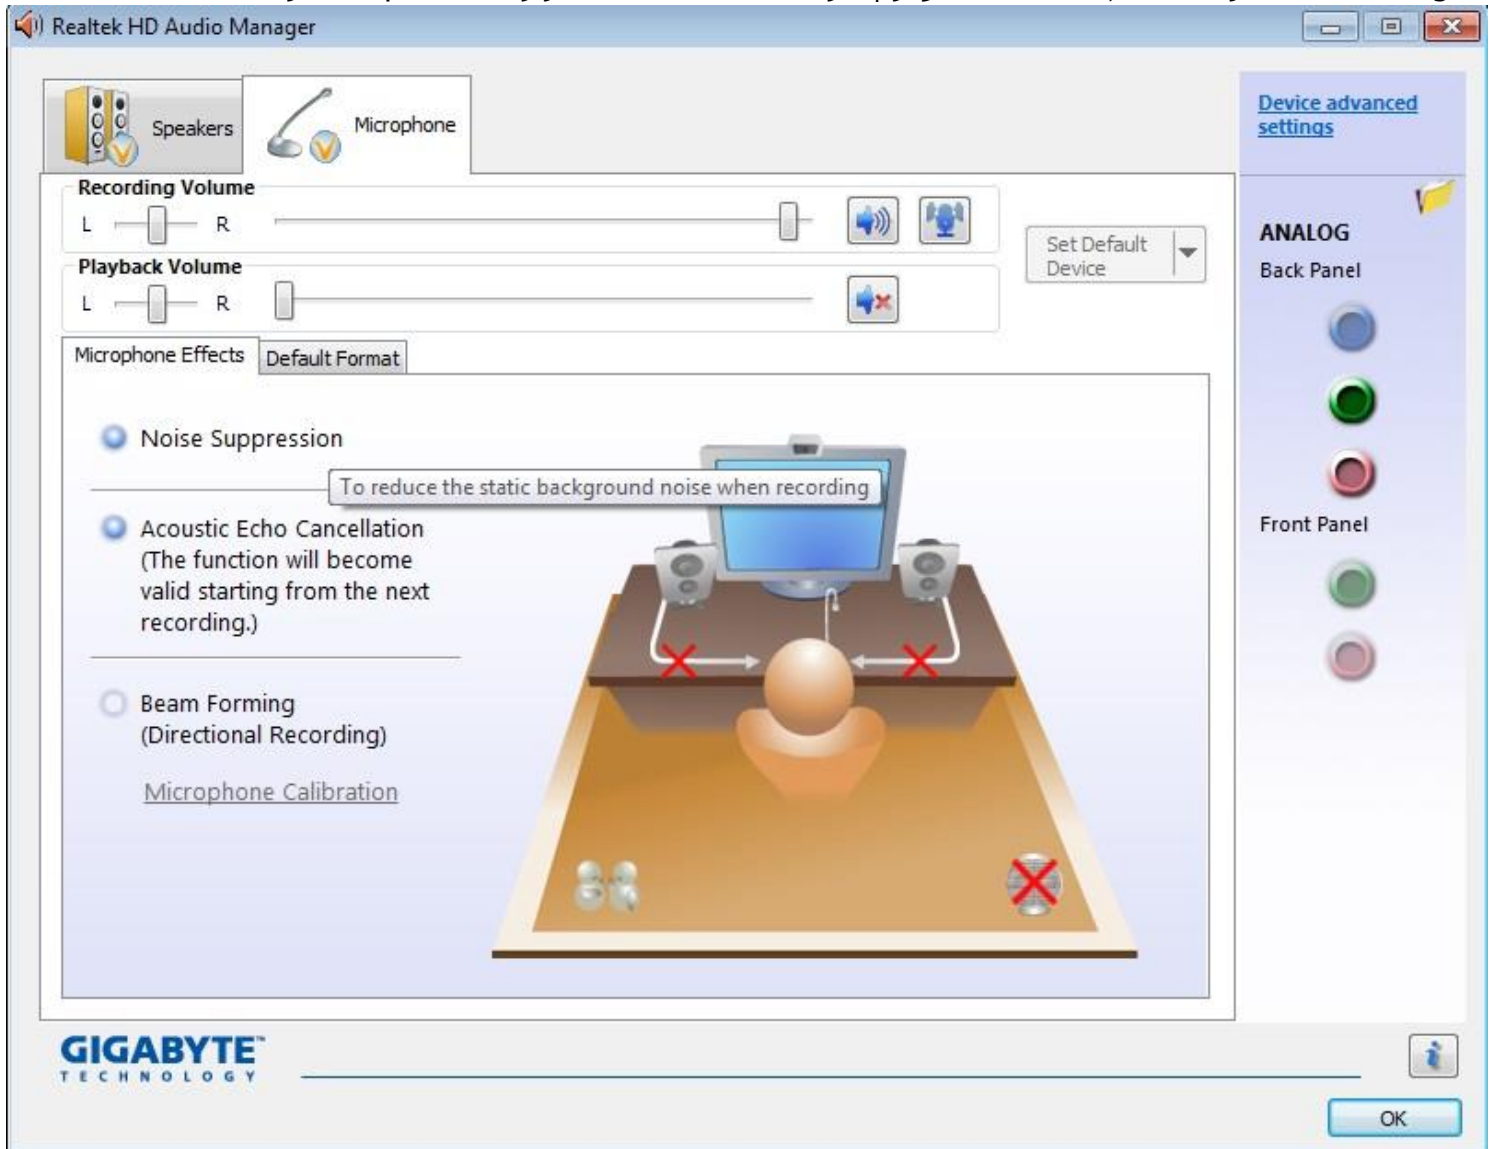 Realtek HD Audio Manager
Speakers
Microphone
Device advanced
settings
Recording Volume
L R
Set Default
Device
Playback Volume
L R
ANALOG
Back Panel
Microphone Effects
Default Format
Noise Suppression
To reduce the static background noise when recording
Acoustic Echo Cancellation
(The function will become
valid starting from the next
recording.)
Front Panel
Beam Forming
(Directional Recording)
Microphone Calibration
GIGABYTE™
TECHNOLOGY
i
OK